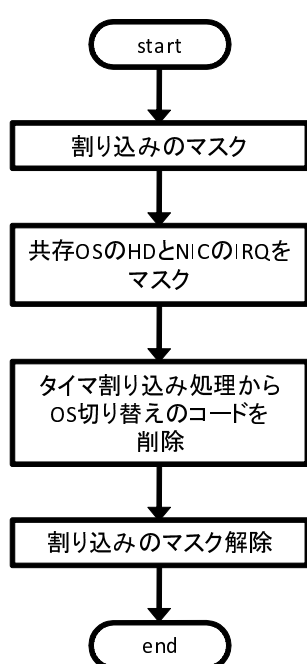 start
割り込みのマスク
共存OSのHDとNICのIRQを
マスク
タイマ割り込み処理から
OS切り替えのコードを
削除
割り込みのマスク解除
end